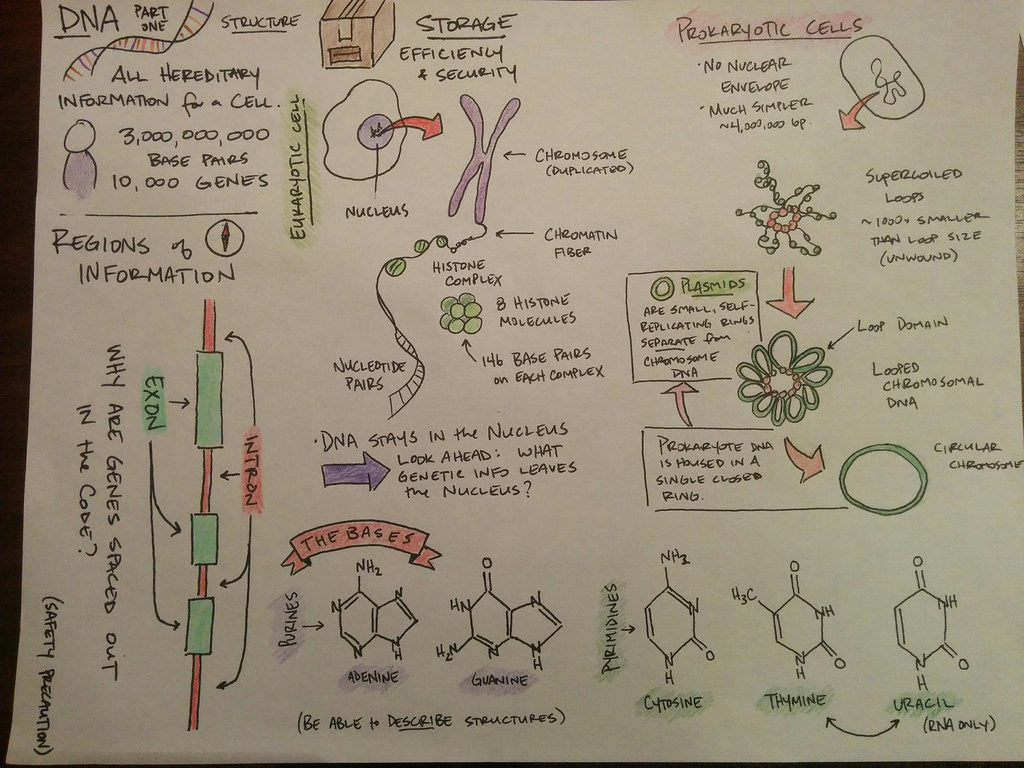 DNA PART ONE
STRUCTURE
ALL HEREDITARY
INFORMATION for a CELL.
3,000,000,000
BASE PAIRS
10,000 GENES
REGIONS of
INFORMATION
WHY ARE GENES SPACED OUT
IN the CODE?
(SAFETY PRECAUTION)
EXON
INTRON
STORAGE
EFFICIENCY
& SECURITY
EUKARYOTIC CELL
NUCLEUS
CHROMOSOME
(DUPLICATED)
CHROMATIN
FIBER
HISTONE
COMPLEX
8 HISTONE
MOLECULES
146 BASE PAIRS
on EACH COMPLEX
NUCLEOTIDE
PAIRS
· DNA STAYS IN the NUCLEUS
LOOK AHEAD: WHAT
GENETIC INFO LEAVES
the NUCLEUS?
PROKARYOTIC CELLS
· NO NUCLEAR
ENVELOPE
· MUCH SIMPLER
~4,000,000 bp.
SUPERCOILED
LOOPS
~1000x SMALLER
THAN LOOP SIZE
(UNWOUND)
PLASMIDS
ARE SMALL, SELF-
REPLICATING RINGS
SEPARATE from
CHROMOSOME
DNA
LOOP DOMAIN
LOOPED
CHROMOSOMAL
DNA
PROKARYOTE DNA
IS HOUSED IN A
SINGLE CLOSED
RING.
CIRCULAR
CHROMOSOME
THE BASES
PURINES
NH₂
N
N
N
N
H
ADENINE
O
HN
N
H₂N
N
N
H
GUANINE
(BE ABLE to DESCRIBE STRUCTURES)
PYRIMIDINES
NH₂
N
N
H
O
CYTOSINE
O
H₃C
NH
N
H
O
THYMINE
O
NH
N
H
O
URACIL
(RNA ONLY)